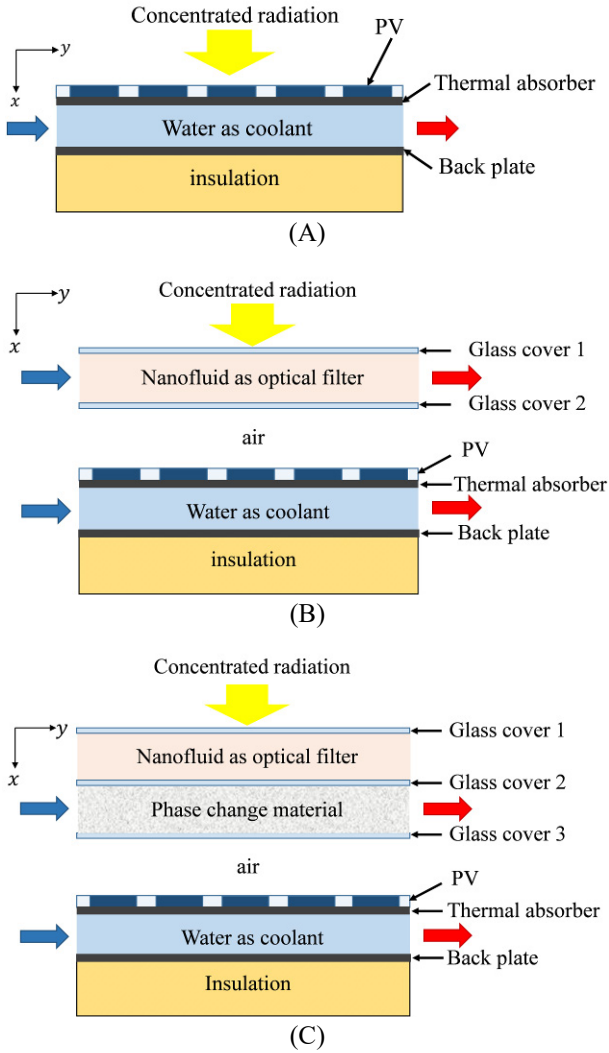 Concentrated radiation
PV
y
x
Thermal absorber
Water as coolant
Back plate
insulation
(A)
Concentrated radiation
y
x
Glass cover 1
Nanofluid as optical filter
Glass cover 2
air
PV
Thermal absorber
Water as coolant
Back plate
insulation
(B)
Concentrated radiation
y
Glass cover 1
x
Nanofluid as optical filter
Glass cover 2
Phase change material
Glass cover 3
air
PV
Thermal absorber
Water as coolant
Back plate
Insulation
(C)